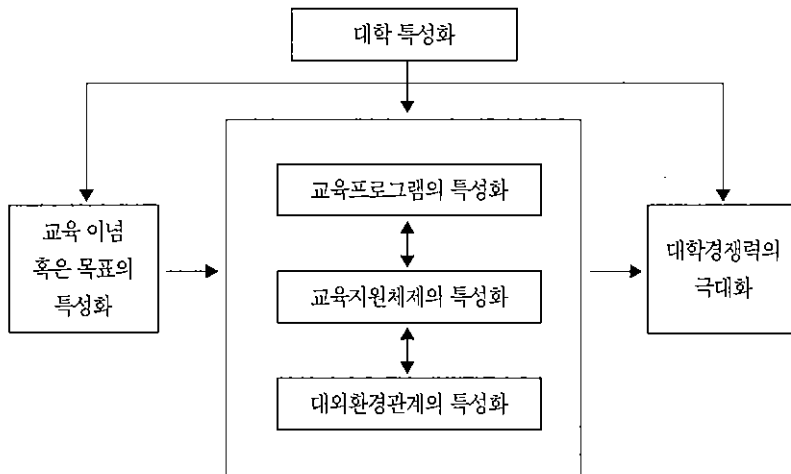 대학 특성화
교육 이념
혹은 목표의
특성화
교육프로그램의 특성화
교육지원체제의 특성화
대외환경관계의 특성화
대학경쟁력의
극대화